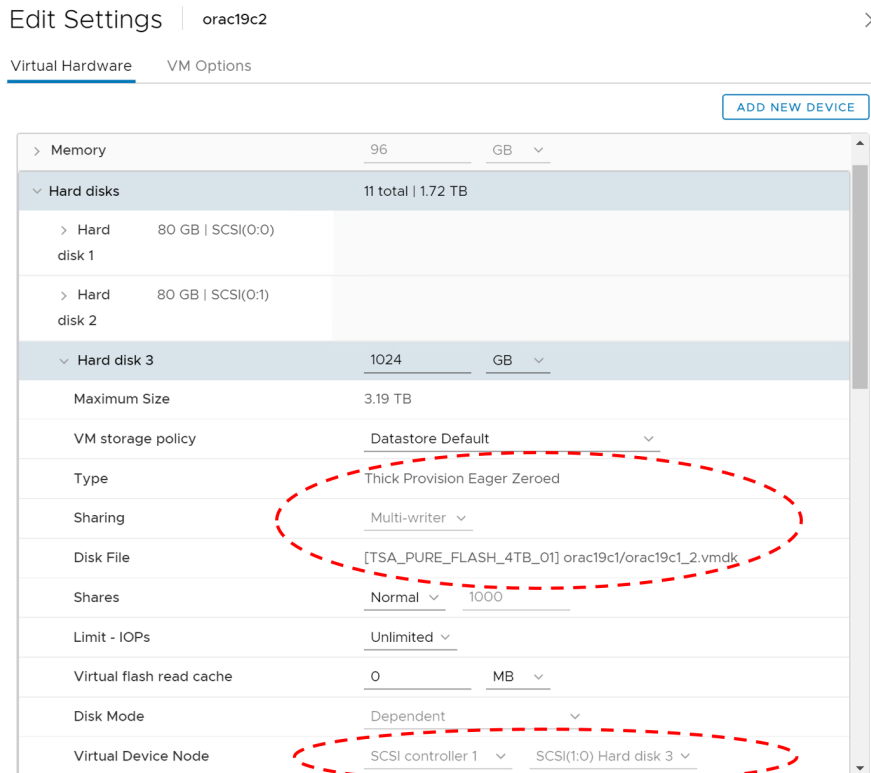 Edit Settings orac19c2
Virtual Hardware VM Options
ADD NEW DEVICE
Memory 96 GB
Hard disks 11 total | 1.72 TB
Hard 80 GB | SCSI(0:0)
disk 1
Hard 80 GB | SCSI(0:1)
disk 2
Hard disk 3 1024 GB
Maximum Size 3.19 TB
VM storage policy Datastore Default
Type Thick Provision Eager Zeroed
Sharing Multi-writer
Disk File [TSA_PURE_FLASH_4TB_01] orac19c1/orac19c1_2.vmdk
Shares Normal 1000
Limit - IOPs Unlimited
Virtual flash read cache 0 MB
Disk Mode Dependent
Virtual Device Node SCSI controller 1 SCSI(1:0) Hard disk 3